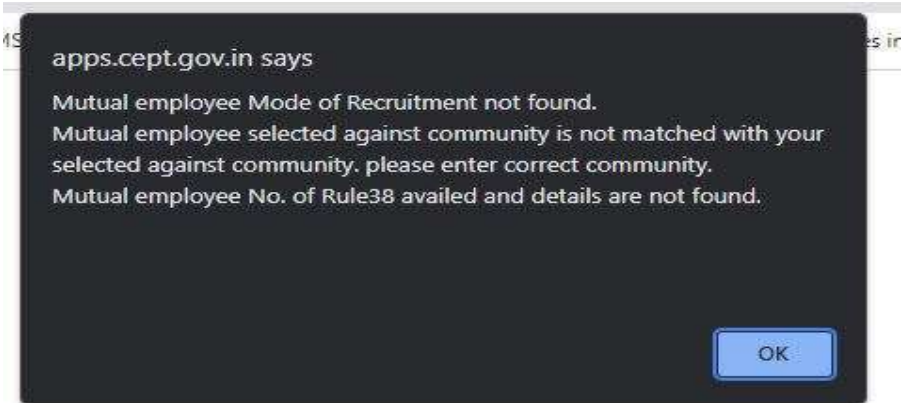 apps.cept.gov.in says
Mutual employee Mode of Recruitment not found.
Mutual employee selected against community is not matched with your
selected against community. please enter correct community.
Mutual employee No. of Rule38 availed and details are not found.
OK